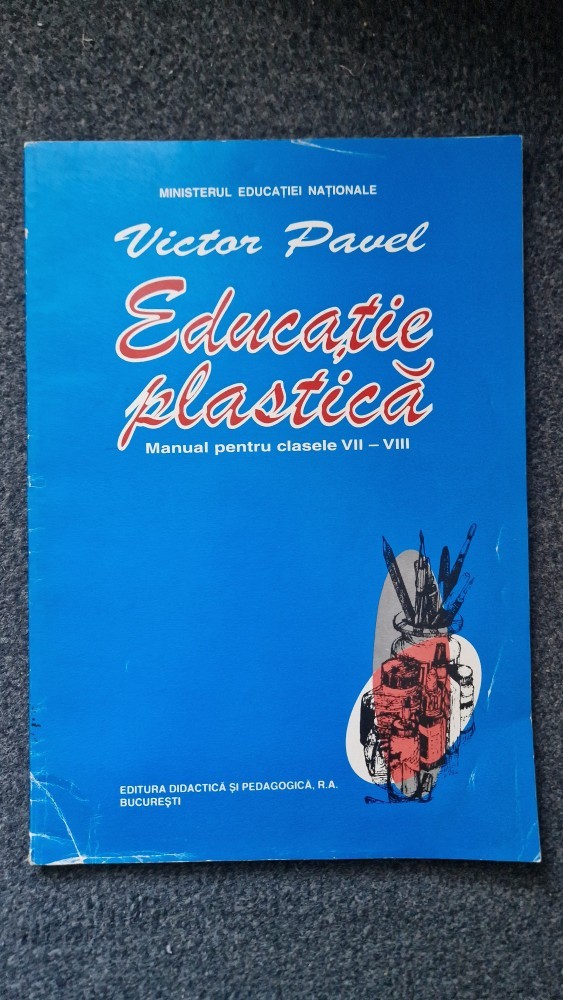 MINISTERUL EDUCAȚIEI NAȚIONALE
Victor Pavel
Educație
plastică
Manual pentru clasele VII – VIII
EDITURA DIDACTICĂ ȘI PEDAGOGICĂ, R.A.
BUCUREȘTI